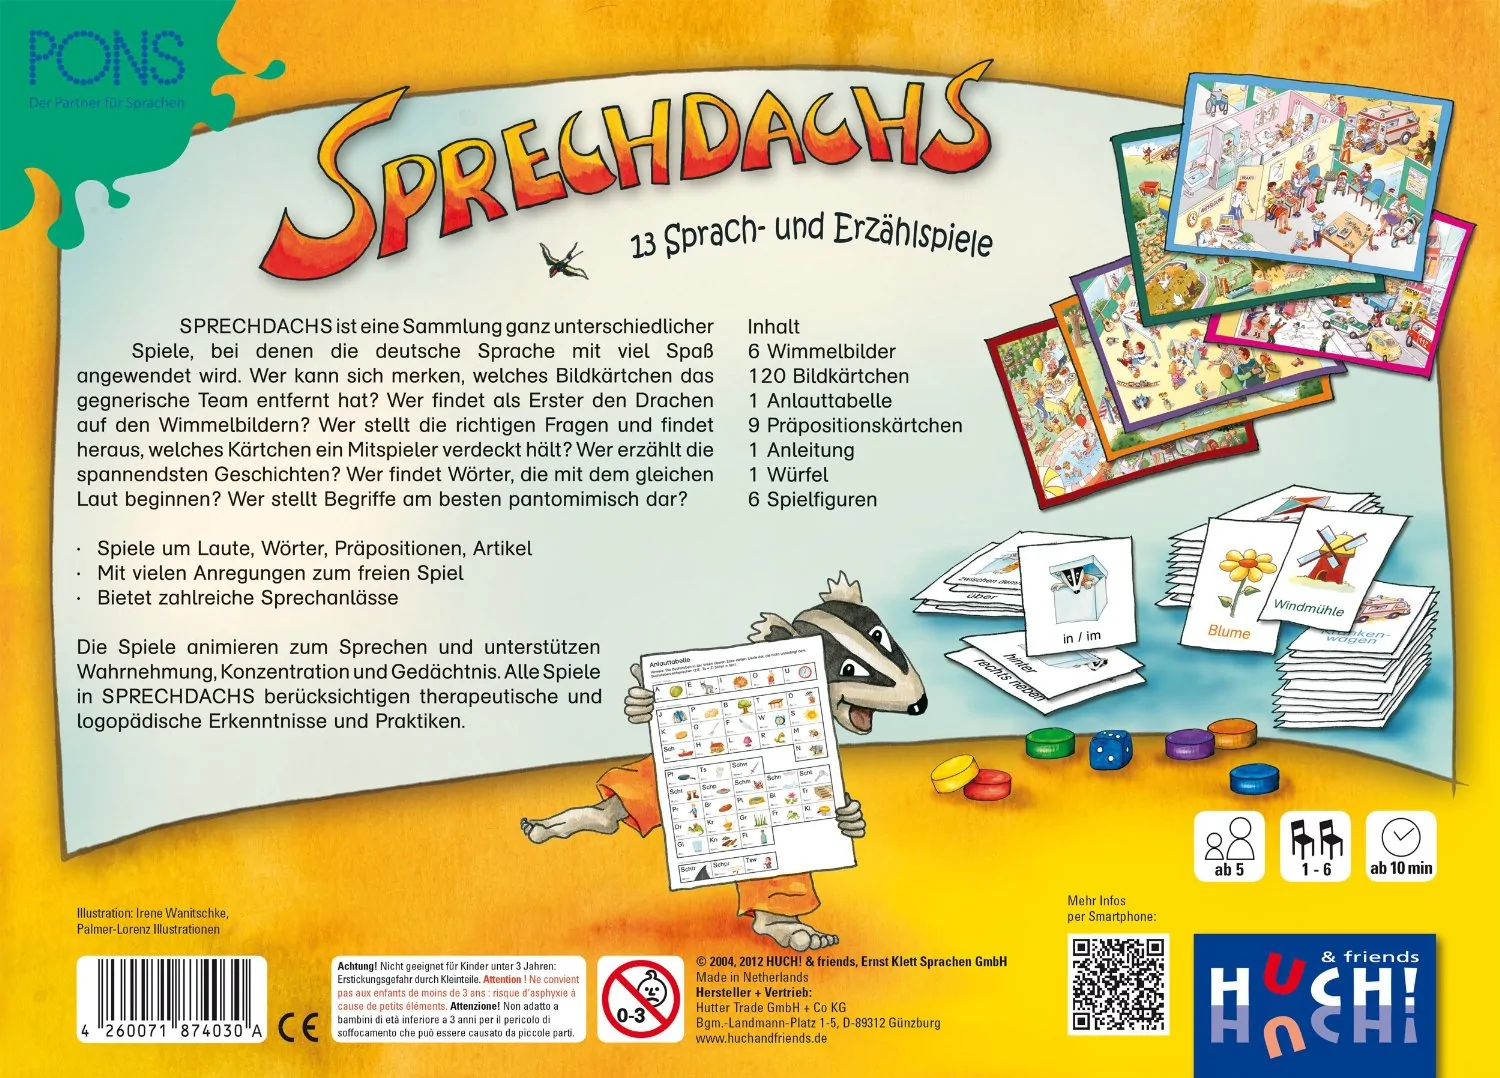 PONS
Der Partner für Sprachen
SPRECHDACHS
13 Sprach- und Erzählspiele
SPRECHDACHS ist eine Sammlung ganz unterschiedlicher
Spiele, bei denen die deutsche Sprache mit viel Spaß
angewendet wird. Wer kann sich merken, welches Bildkärtchen das
gegnerische Team entfernt hat? Wer findet als Erster den Drachen
auf den Wimmelbildern? Wer stellt die richtigen Fragen und findet
heraus, welches Kärtchen ein Mitspieler verdeckt hält? Wer erzählt die
spannendsten Geschichten? Wer findet Wörter, die mit dem gleichen
Laut beginnen? Wer stellt Begriffe am besten pantomimisch dar?
· Spiele um Laute, Wörter, Präpositionen, Artikel
· Mit vielen Anregungen zum freien Spiel
· Bietet zahlreiche Sprechanlässe
Die Spiele animieren zum Sprechen und unterstützen
Wahrnehmung, Konzentration und Gedächtnis. Alle Spiele
in SPRECHDACHS berücksichtigen therapeutische und
logopädische Erkenntnisse und Praktiken.
Inhalt
6 Wimmelbilder
120 Bildkärtchen
1 Anlauttabelle
9 Präpositionskärtchen
1 Anleitung
1 Würfel
6 Spielfiguren
über
in / im
hinter
rechts neben
Blume
Windmühle
Kranken-
wagen
Anlauttabelle
A E I O U
ab 5
1 - 6
ab 10 min
Mehr Infos
per Smartphone:
Illustration: Irene Wanitschke,
Palmer-Lorenz Illustrationen
4 260071 874030 A
CE
Achtung! Nicht geeignet für Kinder unter 3 Jahren:
Erstickungsgefahr durch Kleinteile. Attention ! Ne convient
pas aux enfants de moins de 3 ans : risque d'asphyxie à
cause de petits éléments. Attenzione! Non adatto a
bambini di età inferiore a 3 anni per il pericolo di
soffocamento che può essere causato da piccole parti.
0-3
© 2004, 2012 HUCH! & friends, Ernst Klett Sprachen GmbH
Made in Netherlands
Hersteller + Vertrieb:
Hutter Trade GmbH + Co KG
Bgm.-Landmann-Platz 1-5, D-89312 Günzburg
www.huchandfriends.de
& friends
HUCH!